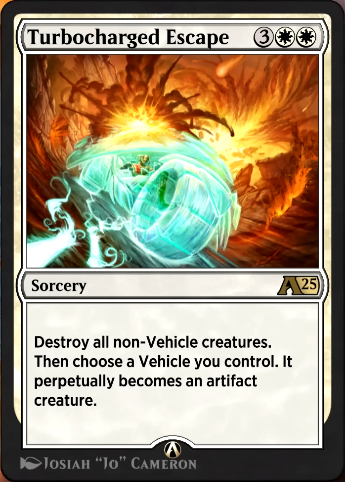 Turbocharged Escape 3
Sorcery A25
Destroy all non-Vehicle creatures.
Then choose a Vehicle you control. It
perpetually becomes an artifact
creature.
Josiah "Jo" Cameron